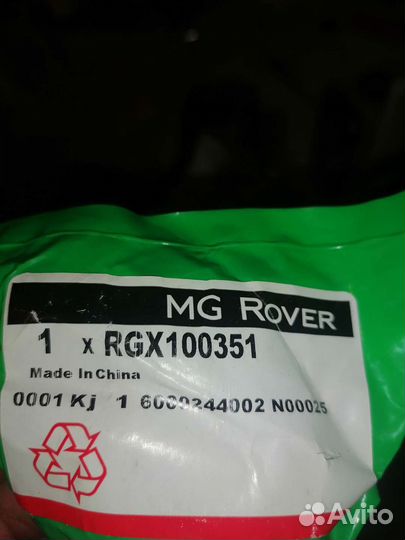 MG ROVER
1 x RGX100351
Made In China
0001 Kj 1 6000244002 N00025
Avito